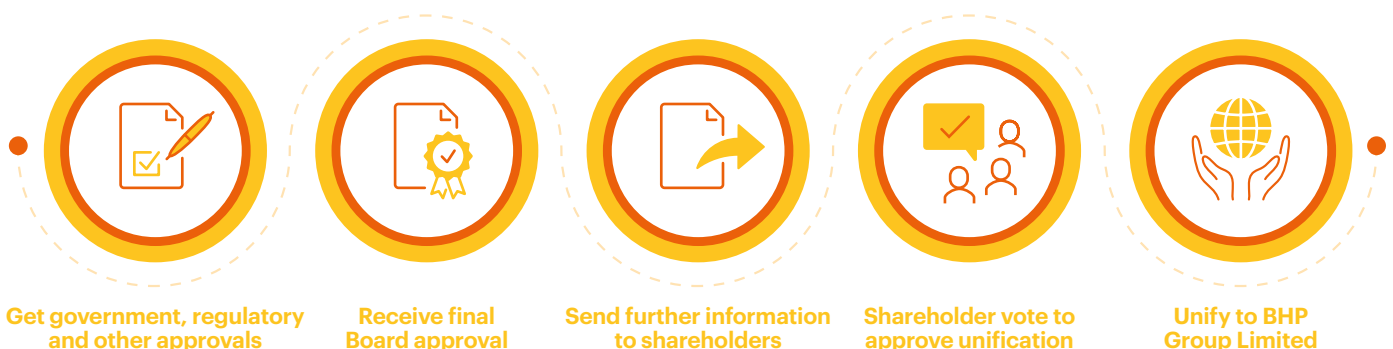 Get government, regulatory
and other approvals
Receive final
Board approval
Send further information
to shareholders
Shareholder vote to
approve unification
Unify to BHP
Group Limited